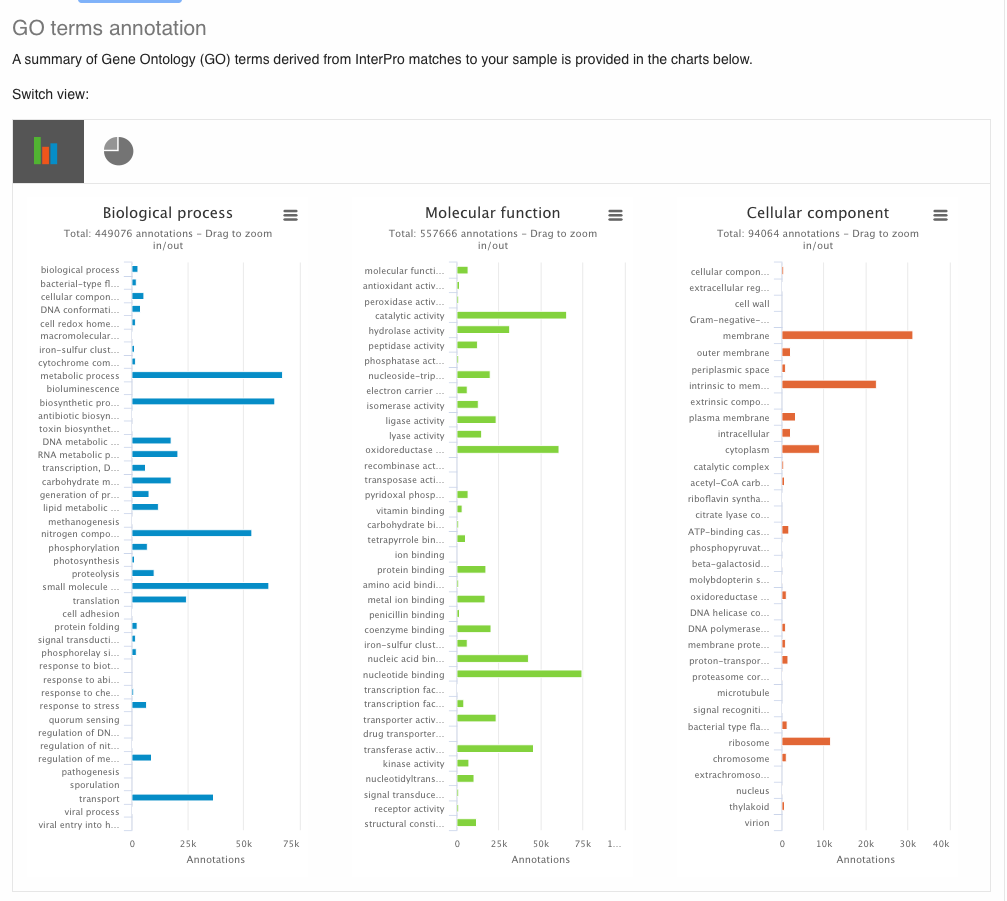 GO terms annotation
A summary of Gene Ontology (GO) terms derived from InterPro matches to your sample is provided in the charts below.
Switch view:
Biological process
Total: 449076 annotations – Drag to zoom
in/out
biological process
bacterial-type fl...
cellular compon...
DNA conformati...
cell redox home...
macromolecular...
iron-sulfur clust...
cytochrome com...
metabolic process
bioluminescence
biosynthetic pro...
antibiotic biosyn...
toxin biosynthet...
DNA metabolic ...
RNA metabolic p...
transcription, D...
carbohydrate m...
generation of pr...
lipid metabolic ...
methanogenesis
nitrogen compo...
phosphorylation
photosynthesis
proteolysis
small molecule ...
translation
cell adhesion
protein folding
signal transducti...
phosphorelay si...
response to biot...
response to abi...
response to che...
response to stress
quorum sensing
regulation of DN...
regulation of nit...
regulation of me...
pathogenesis
sporulation
transport
viral process
viral entry into h...
0 25k 50k 75k
Annotations
Molecular function
Total: 557666 annotations – Drag to zoom
in/out
molecular functi...
antioxidant activ...
peroxidase activ...
catalytic activity
hydrolase activity
peptidase activity
phosphatase act...
nucleoside-trip...
electron carrier ...
isomerase activity
ligase activity
lyase activity
oxidoreductase ...
recombinase act...
transposase acti...
pyridoxal phosp...
vitamin binding
carbohydrate bi...
tetrapyrrole bin...
ion binding
protein binding
amino acid bindi...
metal ion binding
penicillin binding
coenzyme binding
iron-sulfur clust...
nucleic acid bin...
nucleotide binding
transcription fac...
transcription fac...
transporter activ...
drug transporter...
transferase activ...
kinase activity
nucleotidyltrans...
signal transduce...
receptor activity
structural consti...
0 25k 50k 75k 1...
Annotations
Cellular component
Total: 94064 annotations – Drag to zoom
in/out
cellular compon...
extracellular reg...
cell wall
Gram-negative-...
membrane
outer membrane
periplasmic space
intrinsic to mem...
extrinsic compo...
plasma membrane
intracellular
cytoplasm
catalytic complex
acetyl-CoA carb...
riboflavin syntha...
citrate lyase co...
ATP-binding cas...
phosphopyruvat...
beta-galactosid...
molybdopterin s...
oxidoreductase ...
DNA helicase co...
DNA polymerase...
membrane prote...
proton-transpor...
proteasome cor...
microtubule
signal recogniti...
bacterial type fla...
ribosome
chromosome
extrachromoso...
nucleus
thylakoid
virion
0 10k 20k 30k 40k
Annotations